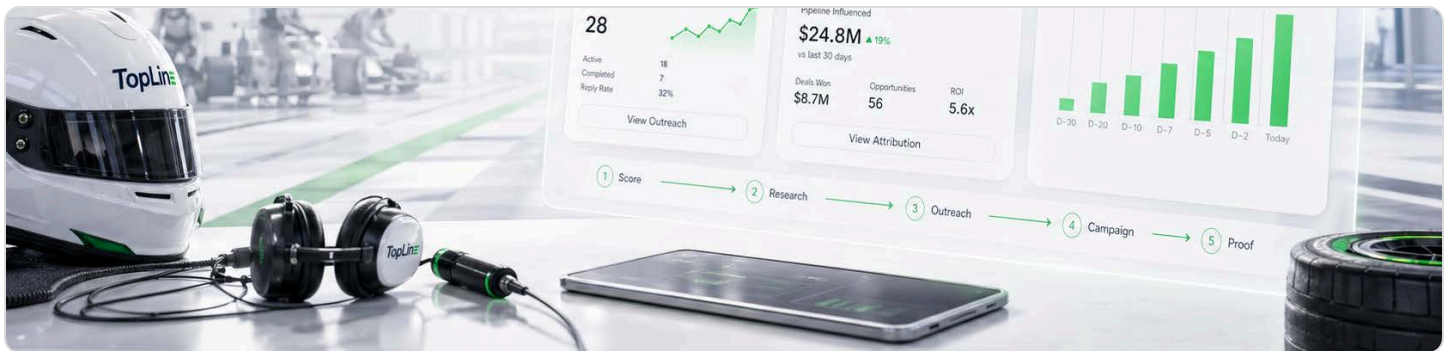 TopLine
TopLine
28
Active 18
Completed 7
Reply Rate 32%
View Outreach
Pipeline Influenced
$24.8M ▲ 19%
vs last 30 days
Deals Won Opportunities ROI
$8.7M 56 5.6x
View Attribution
D-30 D-20 D-10 D-7 D-5 D-2 Today
1 Score → 2 Research → 3 Outreach → 4 Campaign → 5 Proof